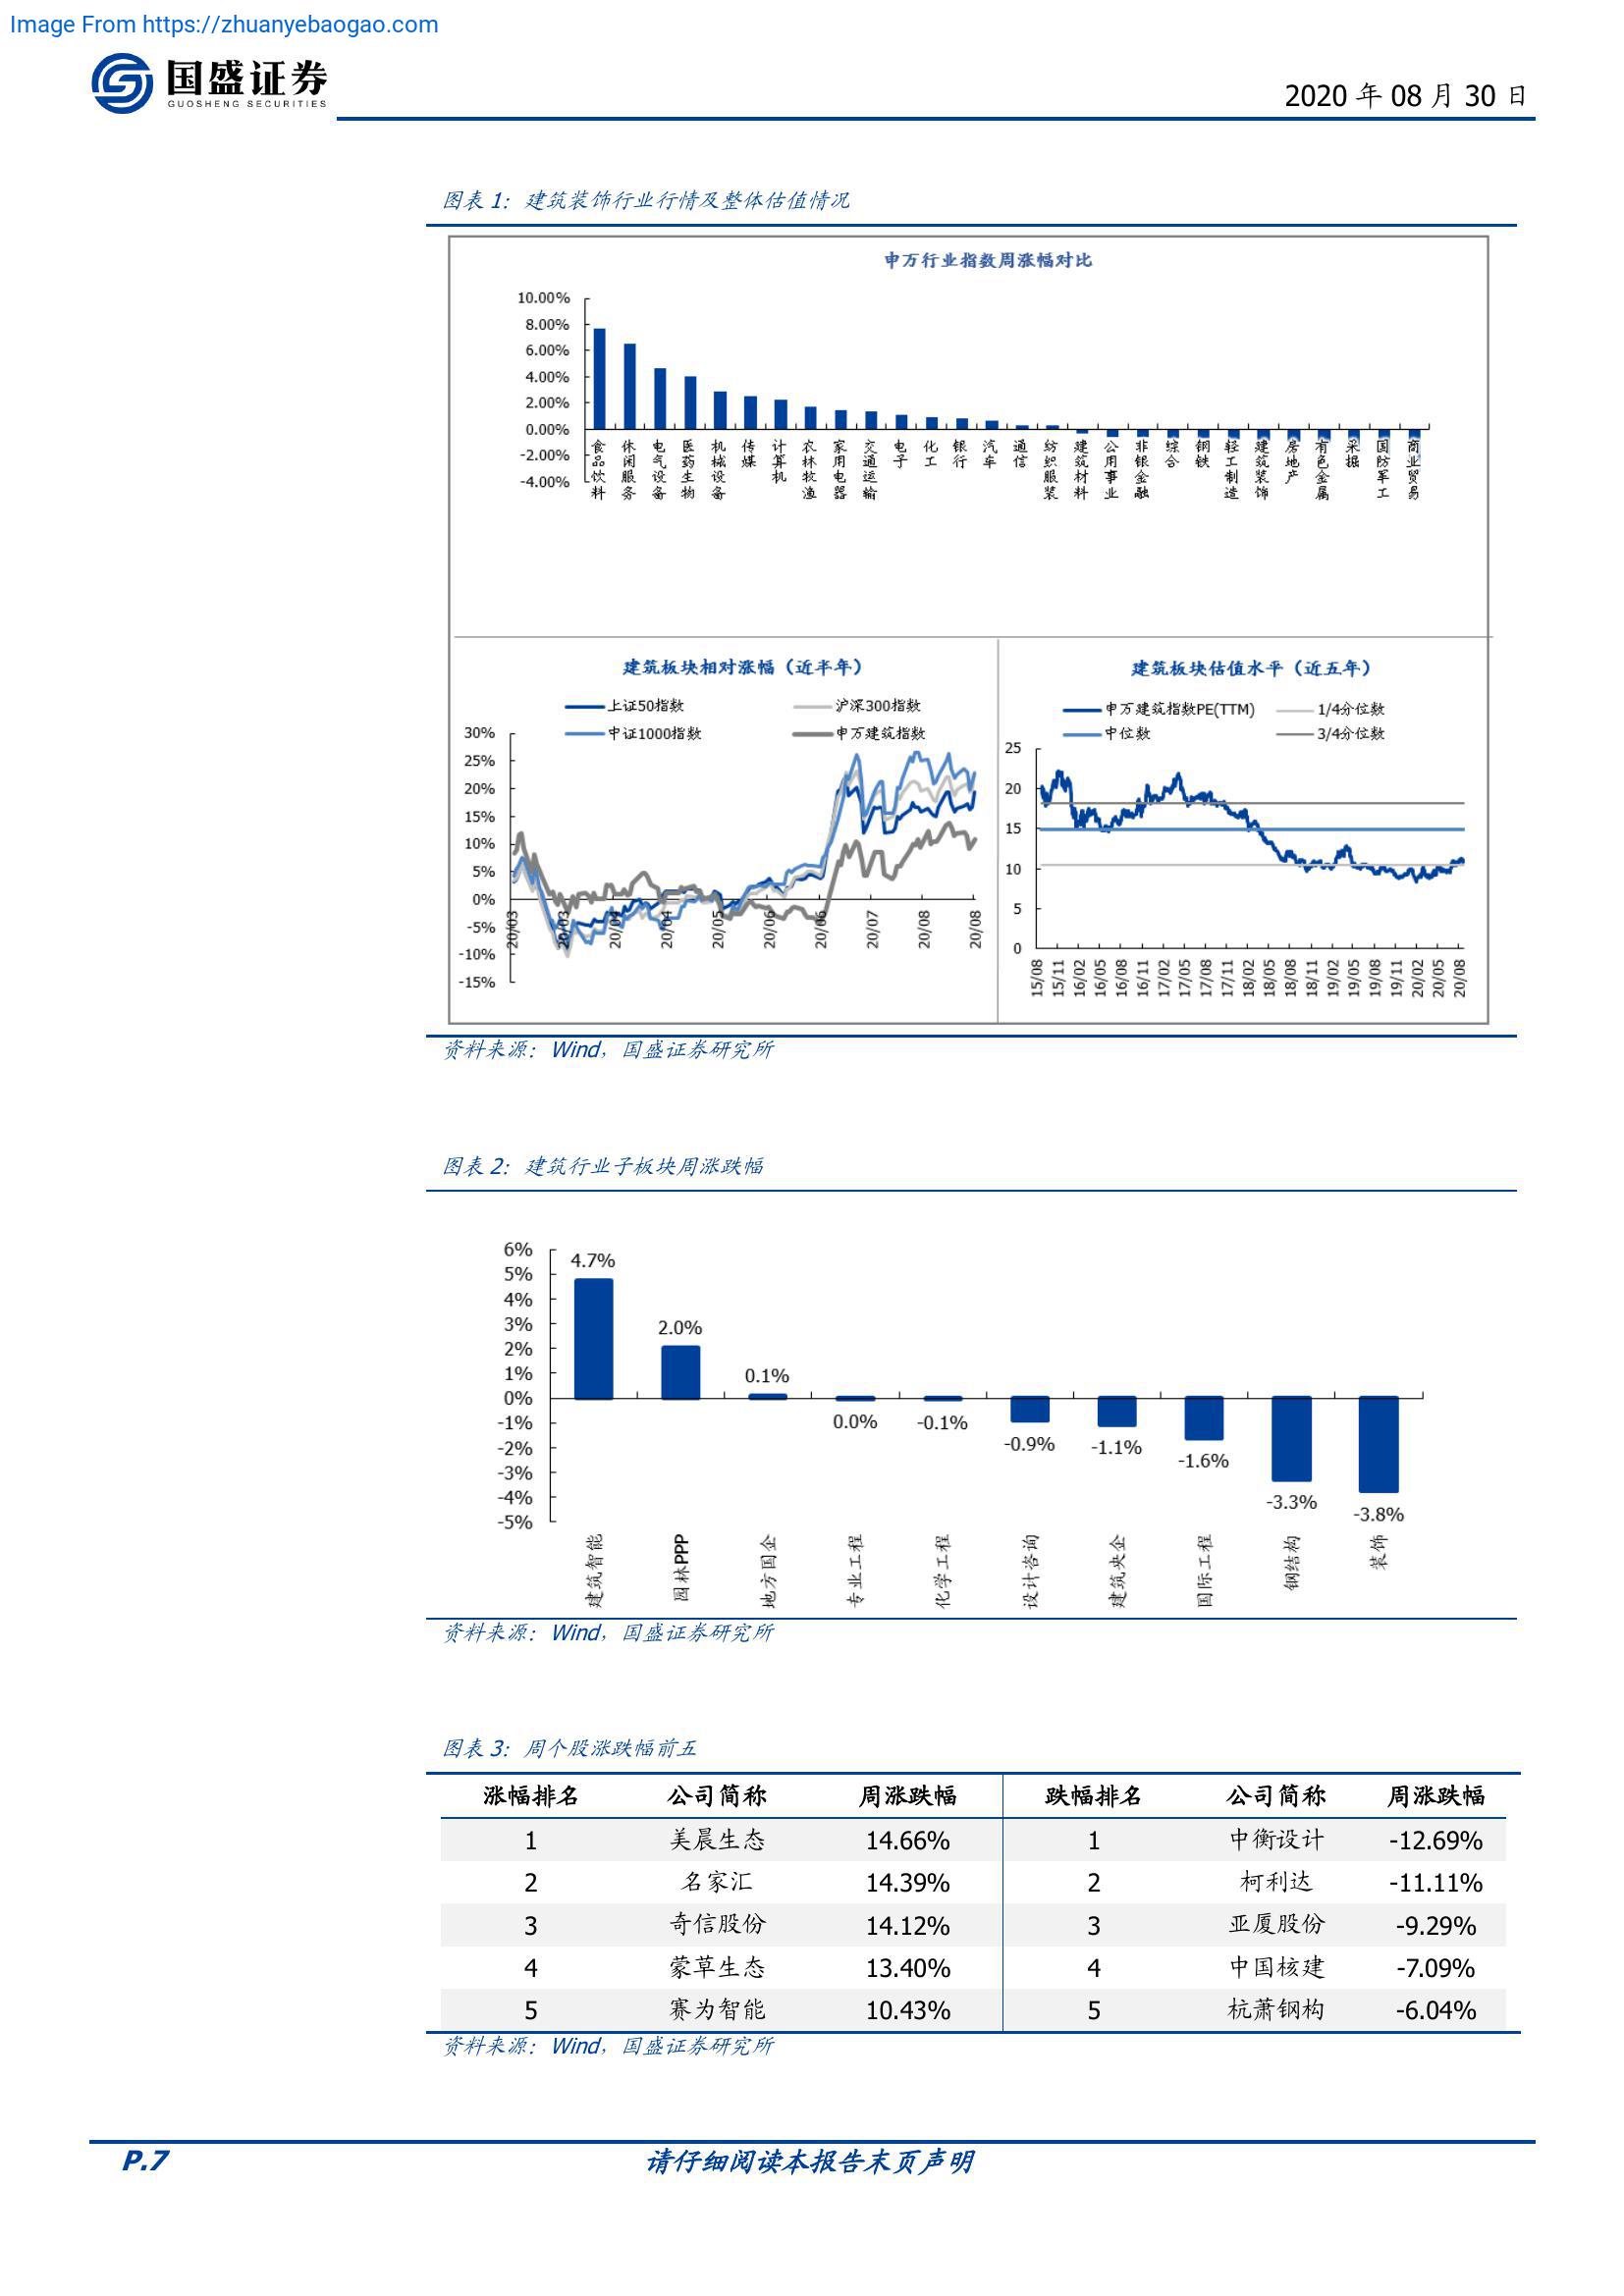 Image From https://zhuanyebaogao.com
国盛证券
GUOSHENG SECURITIES
2020 年 08 月 30 日
图表 1：建筑装饰行业行情及整体估值情况
申万行业指数周涨幅对比
10.00%
8.00%
6.00%
4.00%
2.00%
0.00%
-2.00%
-4.00%
食品饮料
休闲服务
电气设备
医药生物
机械设备
传媒
计算机
农林牧渔
家用电器
交通运输
电子
化工
银行
汽车
通信
纺织服装
建筑材料
公用事业
非银金融
综合
钢铁
轻工制造
建筑装饰
房地产
有色金属
采掘
国防军工
商业贸易
建筑板块相对涨幅（近半年）
上证50指数
沪深300指数
中证1000指数
申万建筑指数
30%
25%
20%
15%
10%
5%
0%
-5%
-10%
-15%
20/03
20/03
20/04
20/04
20/05
20/05
20/06
20/07
20/08
20/08
建筑板块估值水平（近五年）
申万建筑指数PE(TTM)
1/4分位数
中位数
3/4分位数
25
20
15
10
5
0
15/08
15/11
16/02
16/05
16/08
16/11
17/02
17/05
17/08
17/11
18/02
18/05
18/08
18/11
19/02
19/05
19/08
19/11
20/02
20/05
20/08
资料来源：Wind，国盛证券研究所
图表 2：建筑行业子板块周涨跌幅
6%
5%
4%
3%
2%
1%
0%
-1%
-2%
-3%
-4%
-5%
4.7%
2.0%
0.1%
0.0%
-0.1%
-0.9%
-1.1%
-1.6%
-3.3%
-3.8%
建筑智能
园林PPP
地方国企
专业工程
化学工程
设计咨询
建筑央企
国际工程
钢结构
装饰
资料来源：Wind，国盛证券研究所
图表 3：周个股涨跌幅前五
涨幅排名 公司简称 周涨跌幅 跌幅排名 公司简称 周涨跌幅
1 美晨生态 14.66% 1 中衡设计 -12.69%
2 名家汇 14.39% 2 柯利达 -11.11%
3 奇信股份 14.12% 3 亚厦股份 -9.29%
4 蒙草生态 13.40% 4 中国核建 -7.09%
5 赛为智能 10.43% 5 杭萧钢构 -6.04%
资料来源：Wind，国盛证券研究所
P.7
请仔细阅读本报告末页声明